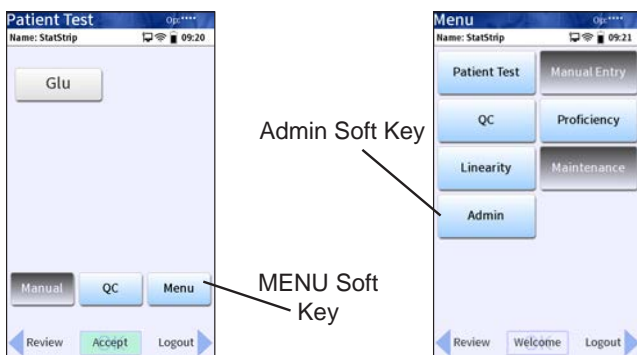 Patient Test Op:****
Name: StatStrip 09:20
Glu
Manual QC Menu
Review Accept Logout
Admin Soft Key
MENU Soft
Key
Menu Op:****
Name: StatStrip 09:21
Patient Test Manual Entry
QC Proficiency
Linearity Maintenance
Admin
Review Welcome Logout